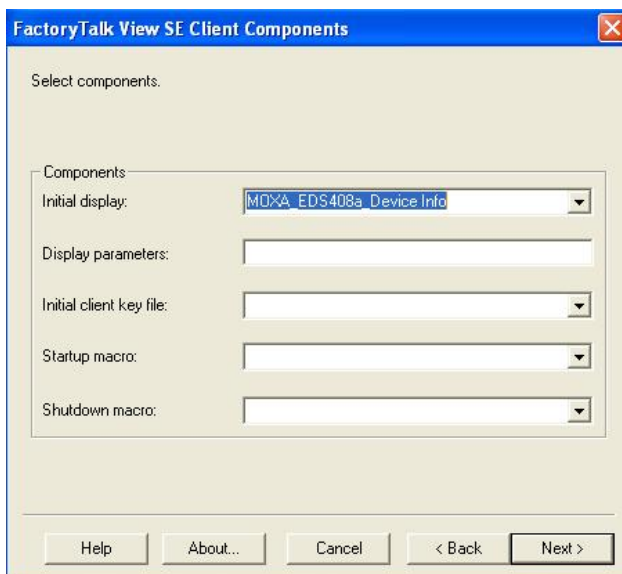 FactoryTalk View SE Client Components
Select components.
Components
Initial display: MOXA_EDS408a_Device Info
Display parameters:
Initial client key file:
Startup macro:
Shutdown macro:
Help About... Cancel < Back Next >